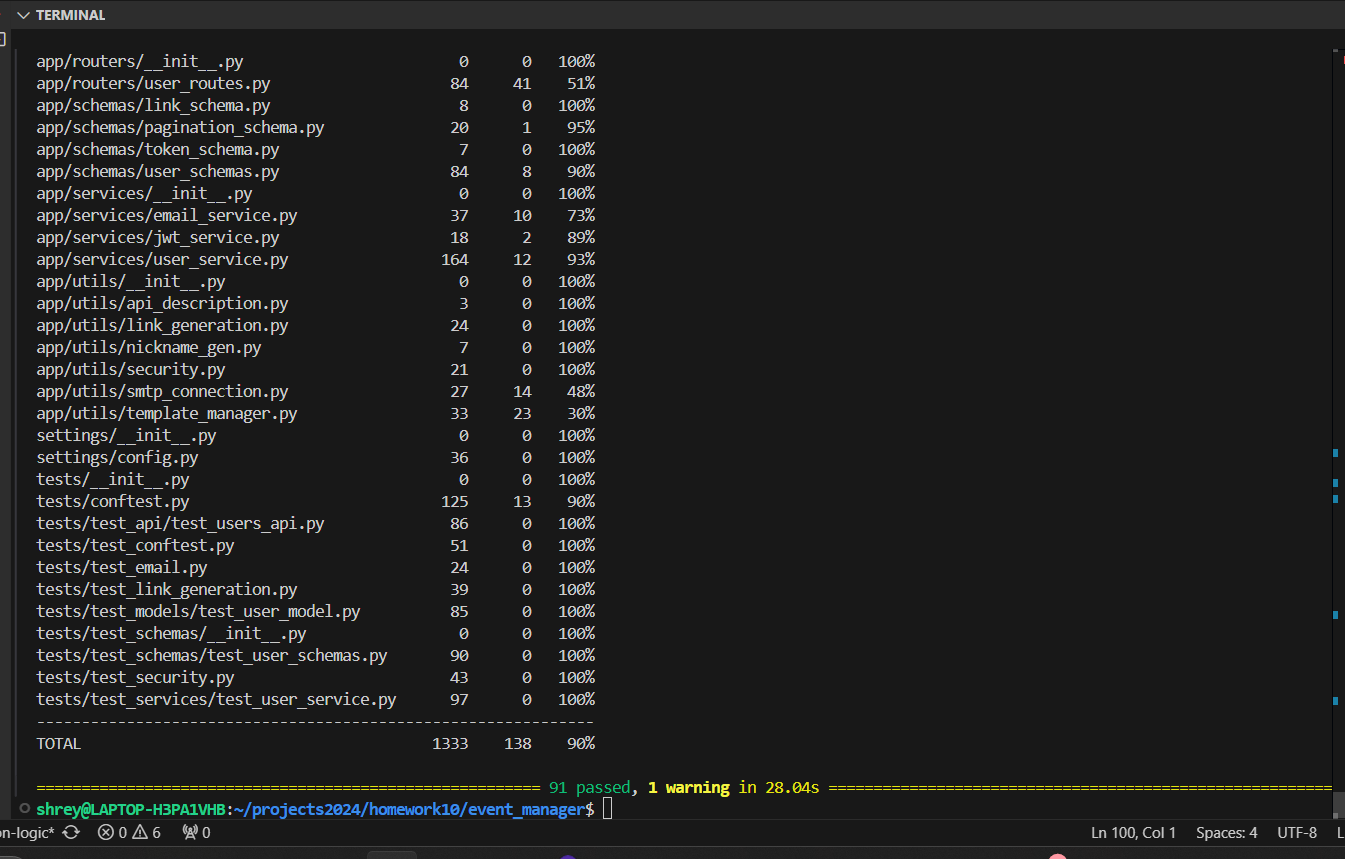 TERMINAL
app/routers/__init__.py 0 0 100%
app/routers/user_routes.py 84 41 51%
app/schemas/link_schema.py 8 0 100%
app/schemas/pagination_schema.py 20 1 95%
app/schemas/token_schema.py 7 0 100%
app/schemas/user_schemas.py 84 8 90%
app/services/__init__.py 0 0 100%
app/services/email_service.py 37 10 73%
app/services/jwt_service.py 18 2 89%
app/services/user_service.py 164 12 93%
app/utils/__init__.py 0 0 100%
app/utils/api_description.py 3 0 100%
app/utils/link_generation.py 24 0 100%
app/utils/nickname_gen.py 7 0 100%
app/utils/security.py 21 0 100%
app/utils/smtp_connection.py 27 14 48%
app/utils/template_manager.py 33 23 30%
settings/__init__.py 0 0 100%
settings/config.py 36 0 100%
tests/__init__.py 0 0 100%
tests/conftest.py 125 13 90%
tests/test_api/test_users_api.py 86 0 100%
tests/test_conftest.py 51 0 100%
tests/test_email.py 24 0 100%
tests/test_link_generation.py 39 0 100%
tests/test_models/test_user_model.py 85 0 100%
tests/test_schemas/__init__.py 0 0 100%
tests/test_schemas/test_user_schemas.py 90 0 100%
tests/test_security.py 43 0 100%
tests/test_services/test_user_service.py 97 0 100%
--------------------------------------------------------------
TOTAL 1333 138 90%
======================================================== 91 passed, 1 warning in 28.04s ========================================================
shrey@LAPTOP-H3PA1VHB:~/projects2024/homework10/event_manager$
on-logic* 0 6 0 Ln 100, Col 1 Spaces: 4 UTF-8 L